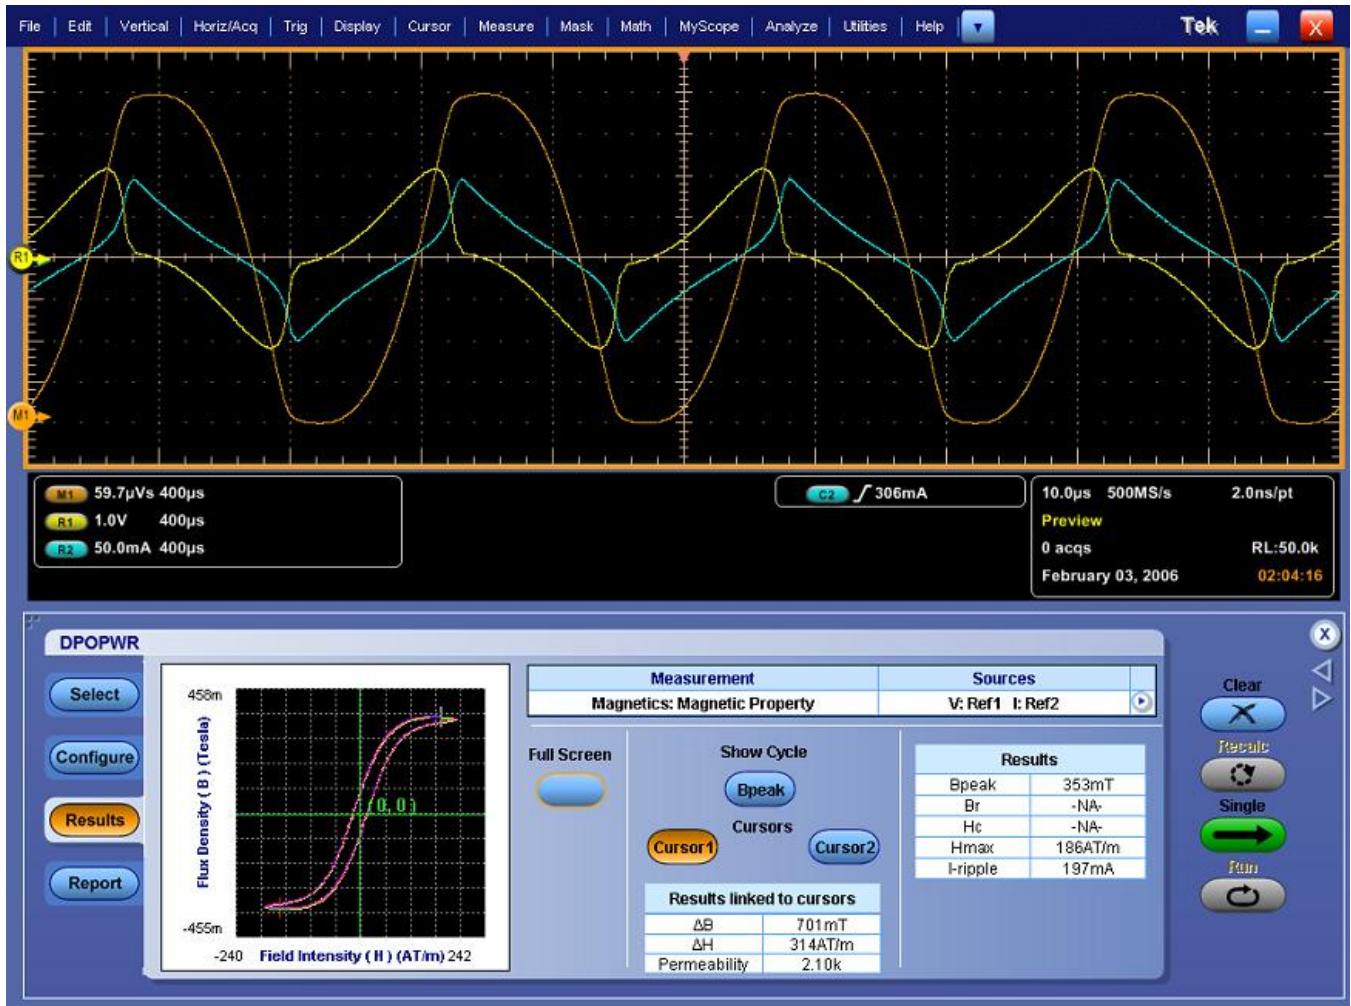 File Edit Vertical Horiz/Acq Trig Display Cursor Measure Mask Math MyScope Analyze Utilities Help Tek X
R1
M1
M1 59.7µVs 400µs
R1 1.0V 400µs
R2 50.0mA 400µs
C2 306mA
10.0µs 500MS/s 2.0ns/pt
Preview
0 acqs RL:50.0k
February 03, 2006 02:04:16
DPOPWR
Select
Configure
Results
Report
458m
Flux Density ( B ) (Tesla)
(0, 0)
-455m
-240 Field Intensity ( H ) (AT/m) 242
Measurement Sources
Magnetics: Magnetic Property V: Ref1 I: Ref2
Full Screen
Show Cycle
Bpeak
Cursors
Cursor1 Cursor2
Results linked to cursors
ΔB 701mT
ΔH 314AT/m
Permeability 2.10k
Results
Bpeak 353mT
Br -NA-
Hc -NA-
Hmax 186AT/m
I-ripple 197mA
X
Clear
Recalc
Single
Run